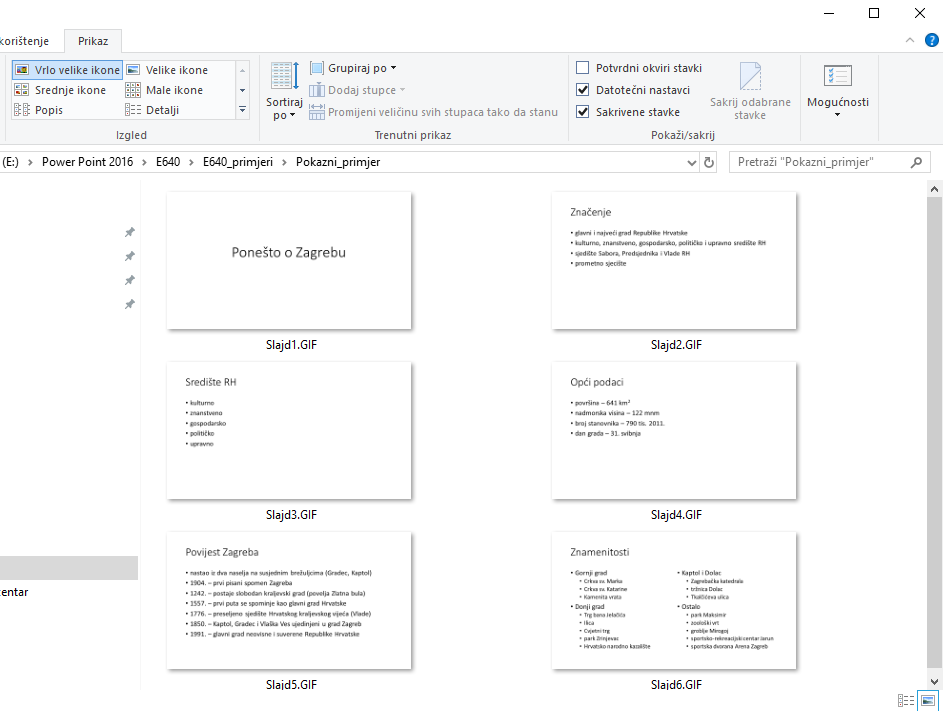 korištenje
Prikaz
Vrlo velike ikone
Velike ikone
Srednje ikone
Male ikone
Popis
Detalji
Izgled
Sortiraj
po
Grupiraj po
Dodaj stupce
Promijeni veličinu svih stupaca tako da stanu
Trenutni prikaz
Potvrdni okviri stavki
Datotečni nastavci
Sakrivene stavke
Sakrij odabrane
stavke
Pokaži/sakrij
Mogućnosti
(E:) > Power Point 2016 > E640 > E640_primjeri > Pokazni_primjer
Pretraži "Pokazni_primjer"
Ponešto o Zagrebu
Slajd1.GIF
Značenje
• glavni i najveći grad Republike Hrvatske
• kulturno, znanstveno, gospodarsko, političko i upravno središte RH
• sjedište Sabora, Predsjednika i Vlade RH
• prometno sjecište
Slajd2.GIF
Središte RH
• kulturno
• znanstveno
• gospodarsko
• političko
• upravno
Slajd3.GIF
Opći podaci
• površina – 641 km²
• nadmorska visina – 122 mnm
• broj stanovnika – 790 tis. 2011.
• dan grada – 31. svibnja
Slajd4.GIF
Povijest Zagreba
• nastao iz dva naselja na susjednim brežuljcima (Gradec, Kaptol)
• 1904. – prvi pisani spomen Zagreba
• 1242. – postaje slobodan kraljevski grad (povelja Zlatna bula)
• 1557. – prvi puta se spominje kao glavni grad Hrvatske
• 1776. – preseljeno sjedište Hrvatskog kraljevskog vijeća (Vlade)
• 1850. – Kaptol, Gradec i Vlaška Ves ujedinjeni u grad Zagreb
• 1991. – glavni grad neovisne i suverene Republike Hrvatske
Slajd5.GIF
Znamenitosti
• Gornji grad
• Crkva sv. Marka
• Crkva sv. Katarine
• Kamenita vrata
• Donji grad
• Trg bana Jelačića
• Ilica
• Cvjetni trg
• park Zrinjevac
• Hrvatsko narodno kazalište
• Kaptol i Dolac
• Zagrebačka katedrala
• tržnica Dolac
• Tkalčićeva ulica
• Ostalo
• park Maksimir
• zoološki vrt
• groblje Mirogoj
• sportsko-rekreacijski centar Jarun
• sportska dvorana Arena Zagreb
Slajd6.GIF
entar